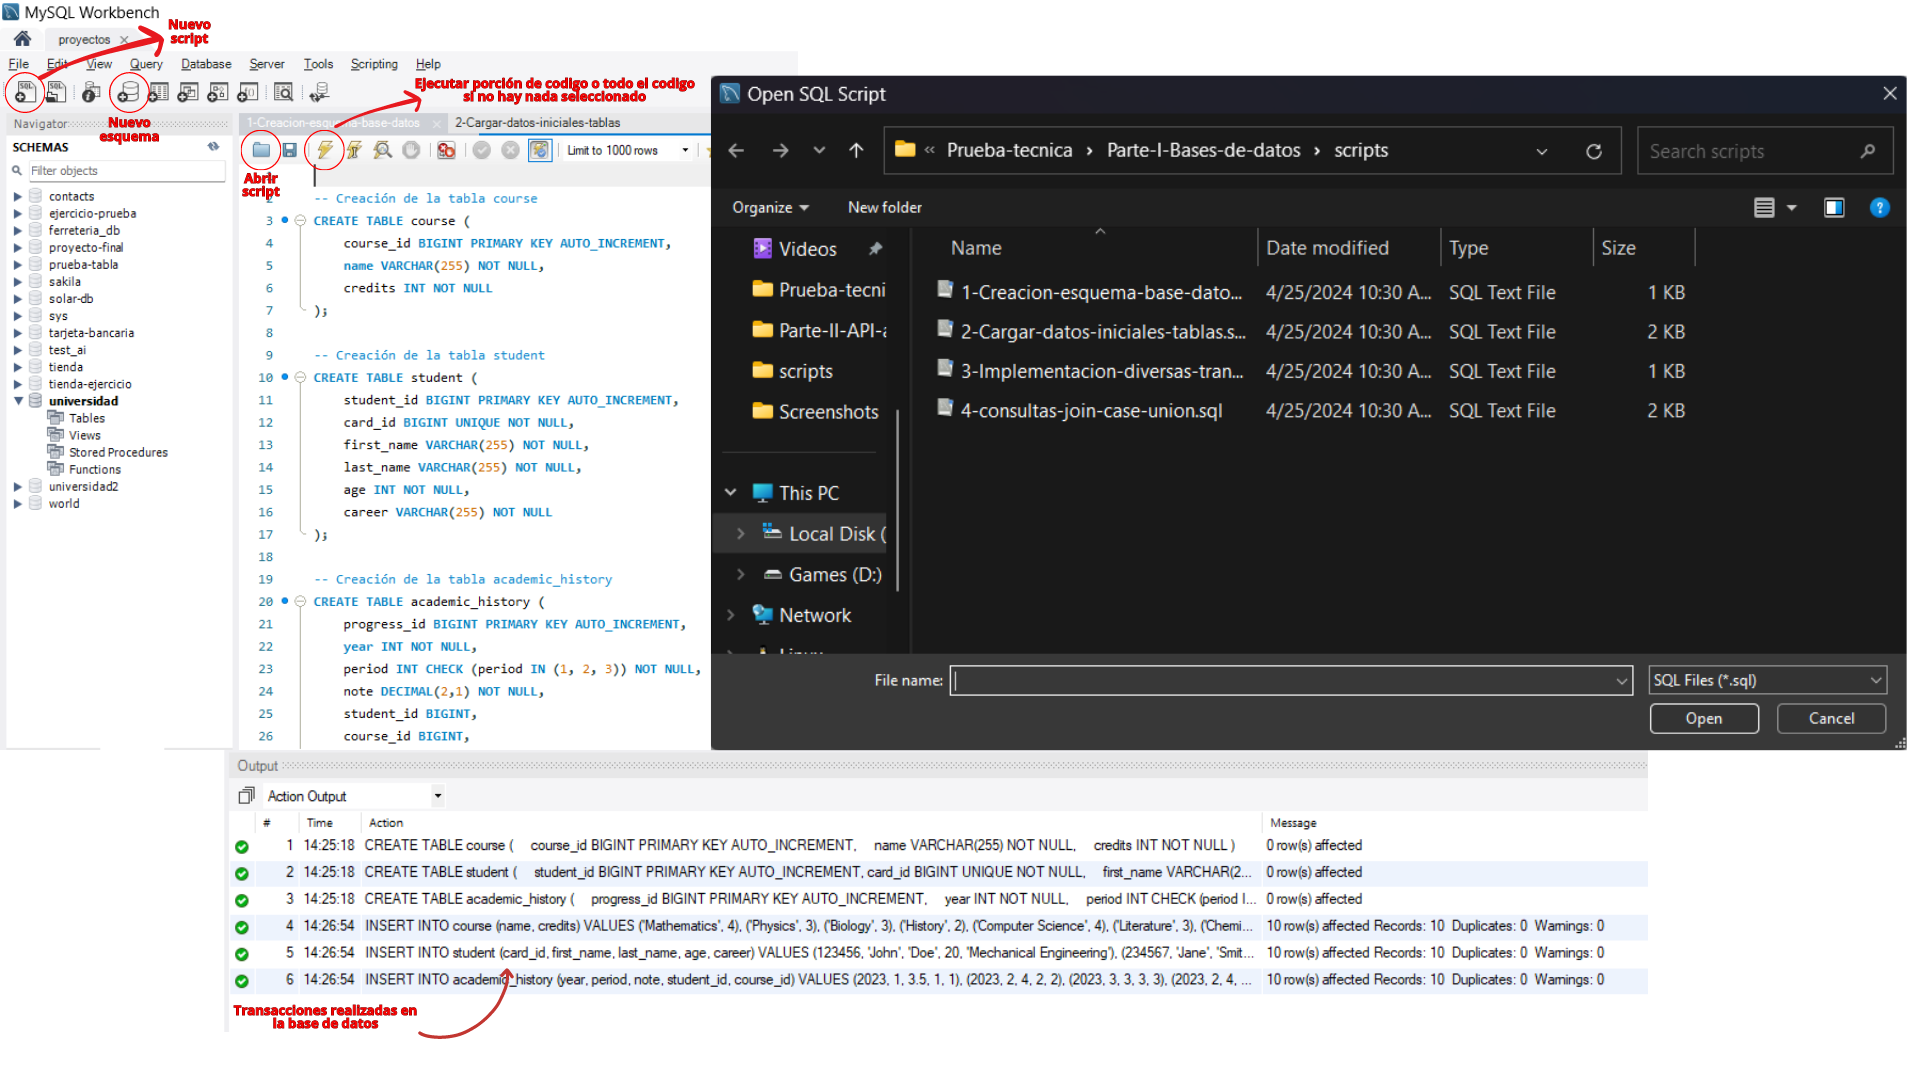 MySQL Workbench
Nuevo
script
proyectos
File Edit View Query Database Server Tools Scripting Help
Ejecutar porción de codigo o todo el codigo
si no hay nada seleccionado
Nuevo
esquema
Navigator
SCHEMAS
Filter objects
contacts
ejercicio-prueba
ferreteria_db
proyecto-final
prueba-tabla
sakila
solar-db
sys
tarjeta-bancaria
test_ai
tienda
tienda-ejercicio
universidad
Tables
Views
Stored Procedures
Functions
universidad2
world
1-Creacion-esquema-base-datos 2-Cargar-datos-iniciales-tablas
Limit to 1000 rows
Abrir
script
2 -- Creación de la tabla course
3 CREATE TABLE course (
4 course_id BIGINT PRIMARY KEY AUTO_INCREMENT,
5 name VARCHAR(255) NOT NULL,
6 credits INT NOT NULL
7 );
8
9 -- Creación de la tabla student
10 CREATE TABLE student (
11 student_id BIGINT PRIMARY KEY AUTO_INCREMENT,
12 card_id BIGINT UNIQUE NOT NULL,
13 first_name VARCHAR(255) NOT NULL,
14 last_name VARCHAR(255) NOT NULL,
15 age INT NOT NULL,
16 career VARCHAR(255) NOT NULL
17 );
18
19 -- Creación de la tabla academic_history
20 CREATE TABLE academic_history (
21 progress_id BIGINT PRIMARY KEY AUTO_INCREMENT,
22 year INT NOT NULL,
23 period INT CHECK (period IN (1, 2, 3)) NOT NULL,
24 note DECIMAL(2,1) NOT NULL,
25 student_id BIGINT,
26 course_id BIGINT,
Open SQL Script
« Prueba-tecnica › Parte-I-Bases-de-datos › scripts
Search scripts
Organize New folder
Videos
Prueba-tecni
Parte-II-API-
scripts
Screenshots
This PC
Local Disk (
Games (D:)
Network
Linux
Name Date modified Type Size
1-Creacion-esquema-base-dato... 4/25/2024 10:30 A... SQL Text File 1 KB
2-Cargar-datos-iniciales-tablas.s... 4/25/2024 10:30 A... SQL Text File 2 KB
3-Implementacion-diversas-tran... 4/25/2024 10:30 A... SQL Text File 1 KB
4-consultas-join-case-union.sql 4/25/2024 10:30 A... SQL Text File 2 KB
File name: SQL Files (*.sql)
Open Cancel
Output
Action Output
# Time Action Message
1 14:25:18 CREATE TABLE course ( course_id BIGINT PRIMARY KEY AUTO_INCREMENT, name VARCHAR(255) NOT NULL, credits INT NOT NULL ) 0 row(s) affected
2 14:25:18 CREATE TABLE student ( student_id BIGINT PRIMARY KEY AUTO_INCREMENT, card_id BIGINT UNIQUE NOT NULL, first_name VARCHAR(2... 0 row(s) affected
3 14:25:18 CREATE TABLE academic_history ( progress_id BIGINT PRIMARY KEY AUTO_INCREMENT, year INT NOT NULL, period INT CHECK (period I... 0 row(s) affected
4 14:26:54 INSERT INTO course (name, credits) VALUES ('Mathematics', 4), ('Physics', 3), ('Biology', 3), ('History', 2), ('Computer Science', 4), ('Literature', 3), ('Chemi... 10 row(s) affected Records: 10 Duplicates: 0 Warnings: 0
5 14:26:54 INSERT INTO student (card_id, first_name, last_name, age, career) VALUES (123456, 'John', 'Doe', 20, 'Mechanical Engineering'), (234567, 'Jane', 'Smit... 10 row(s) affected Records: 10 Duplicates: 0 Warnings: 0
6 14:26:54 INSERT INTO academic_history (year, period, note, student_id, course_id) VALUES (2023, 1, 3.5, 1, 1), (2023, 2, 4, 2, 2), (2023, 3, 3, 3, 3), (2023, 2, 4, ... 10 row(s) affected Records: 10 Duplicates: 0 Warnings: 0
Transacciones realizadas en
la base de datos